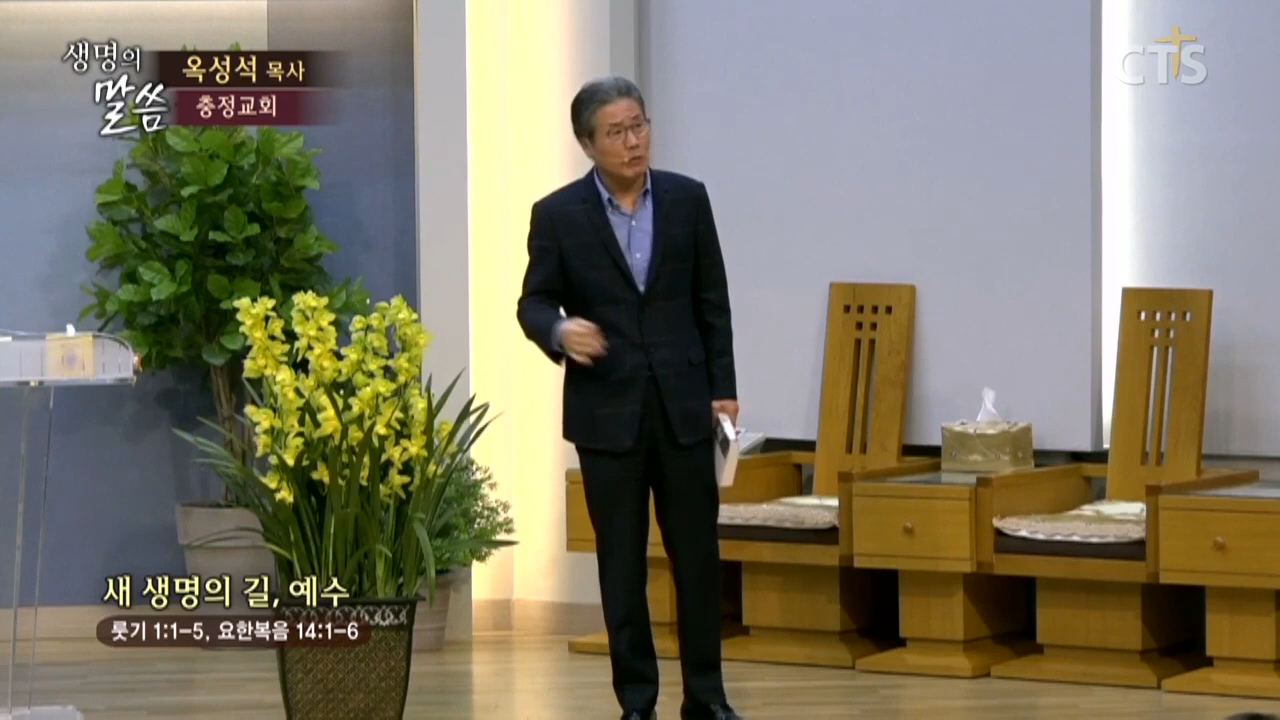 생명의
말씀
옥성석 목사
충정교회
CTS
새 생명의 길, 예수
룻기 1:1-5, 요한복음 14:1-6